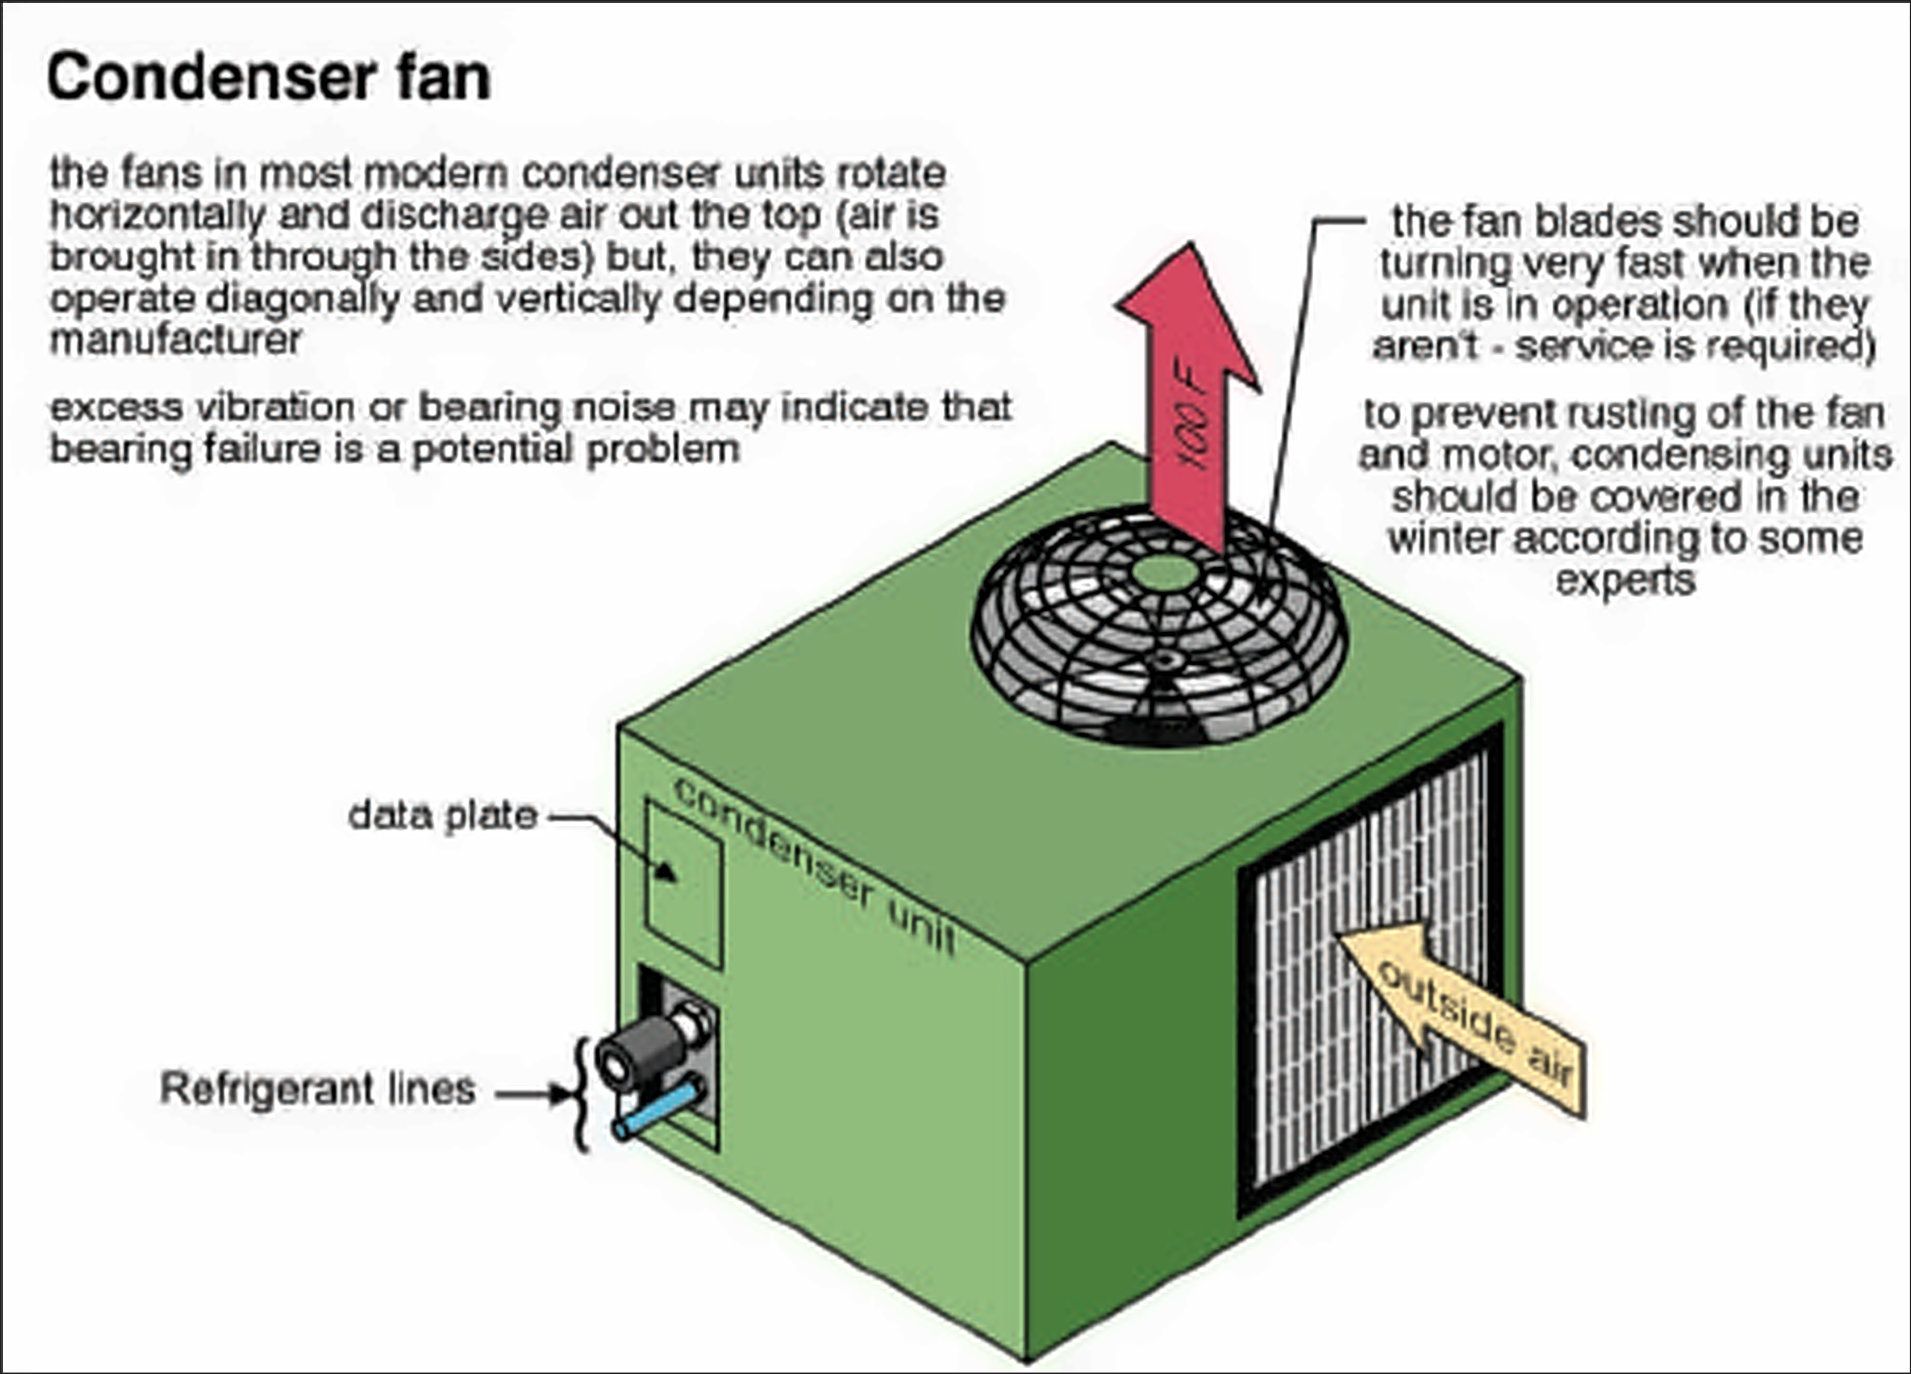 Condenser fan
the fans in most modern condenser units rotate
horizontally and discharge air out the top (air is
brought in through the sides) but, they can also
operate diagonally and vertically depending on the
manufacturer
excess vibration or bearing noise may indicate that
bearing failure is a potential problem
the fan blades should be
turning very fast when the
unit is in operation (if they
aren't - service is required)
to prevent rusting of the fan
and motor, condensing units
should be covered in the
winter according to some
experts
100 F
data plate
condenser unit
outside air
Refrigerant lines